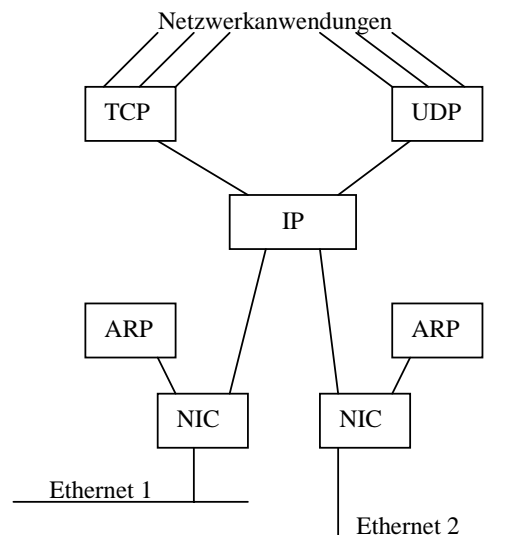 Netzwerkanwendungen
TCP
UDP
IP
ARP
ARP
NIC
NIC
Ethernet 1
Ethernet 2